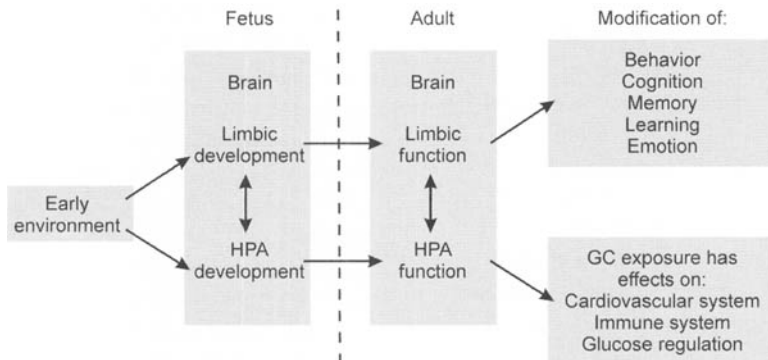 Fetus
Adult
Modification of:
Brain
Brain
Behavior
Cognition
Memory
Learning
Emotion
Limbic
development
Limbic
function
Early
environment
HPA
development
HPA
function
GC exposure has
effects on:
Cardiovascular system
Immune system
Glucose regulation